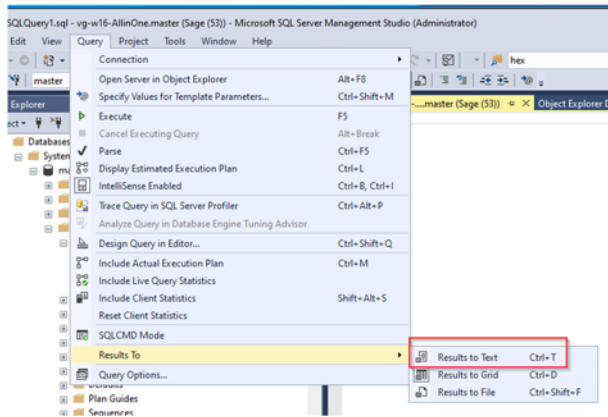 SQLQuery1.sql - vg-w16-AllinOne.master (Sage (53)) - Microsoft SQL Server Management Studio (Administrator)
Edit View Query Project Tools Window Help
hex
master
Connection
Open Server in Object Explorer Alt+F8
Specify Values for Template Parameters... Ctrl+Shift+M
Execute F5
Cancel Executing Query Alt+Break
Parse Ctrl+F5
Display Estimated Execution Plan Ctrl+L
IntelliSense Enabled Ctrl+B, Ctrl+I
Trace Query in SQL Server Profiler Ctrl+Alt+P
Analyze Query in Database Engine Tuning Advisor
Design Query in Editor... Ctrl+Shift+Q
Include Actual Execution Plan Ctrl+M
Include Live Query Statistics
Include Client Statistics Shift+Alt+S
Reset Client Statistics
SQLCMD Mode
Results To
Query Options...
Results to Text Ctrl+T
Results to Grid Ctrl+D
Results to File Ctrl+Shift+F
-....master (Sage (53)) Object Explorer D
Explorer
ect
Databases
System
ma
Defaults
Plan Guides
Sequences